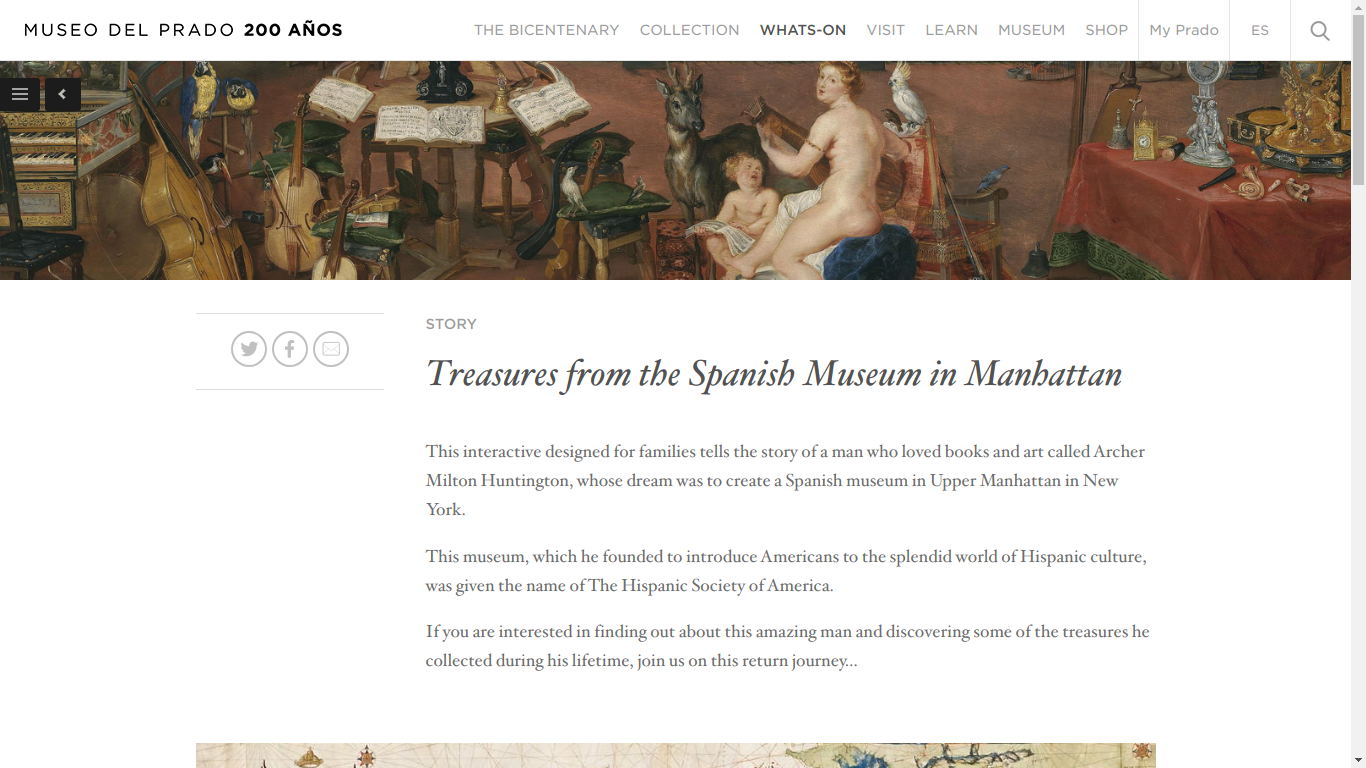 MUSEO DEL PRADO 200 AÑOS
THE BICENTENARY COLLECTION WHATS-ON VISIT LEARN MUSEUM SHOP My Prado ES
STORY
Treasures from the Spanish Museum in Manhattan
This interactive designed for families tells the story of a man who loved books and art called Archer
Milton Huntington, whose dream was to create a Spanish museum in Upper Manhattan in New
York.
This museum, which he founded to introduce Americans to the splendid world of Hispanic culture,
was given the name of The Hispanic Society of America.
If you are interested in finding out about this amazing man and discovering some of the treasures he
collected during his lifetime, join us on this return journey...